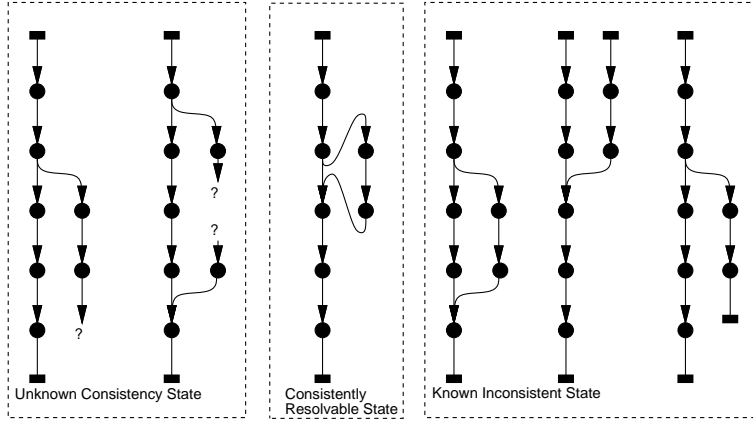 ?
?
?
Unknown Consistency State
Consistently
Resolvable State
Known Inconsistent State